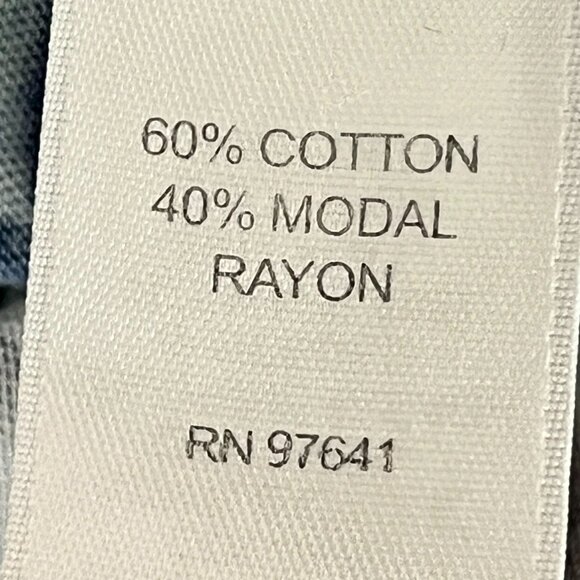 60% COTTON
40% MODAL
RAYON
RN 97641